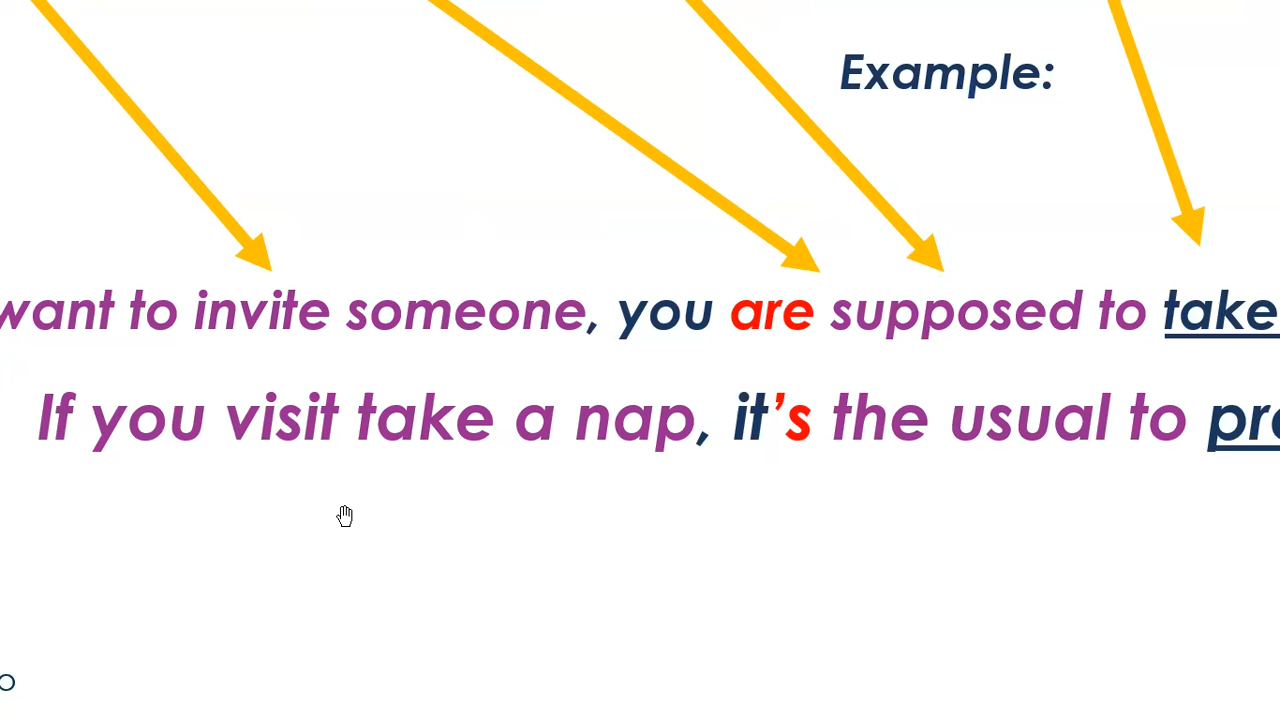 Example:
want to invite someone, you are supposed to take
If you visit take a nap, it's the usual to